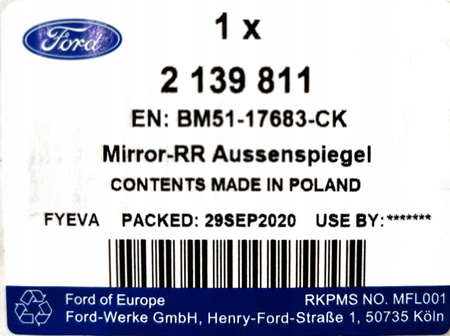 Ford
1 x
2 139 811
EN: BM51-17683-CK
Mirror-RR Aussenspiegel
CONTENTS MADE IN POLAND
FYEVA PACKED: 29SEP2020 USE BY:*******
Ford of Europe RKPMS NO. MFL001
Ford-Werke GmbH, Henry-Ford-Straße 1, 50735 Köln